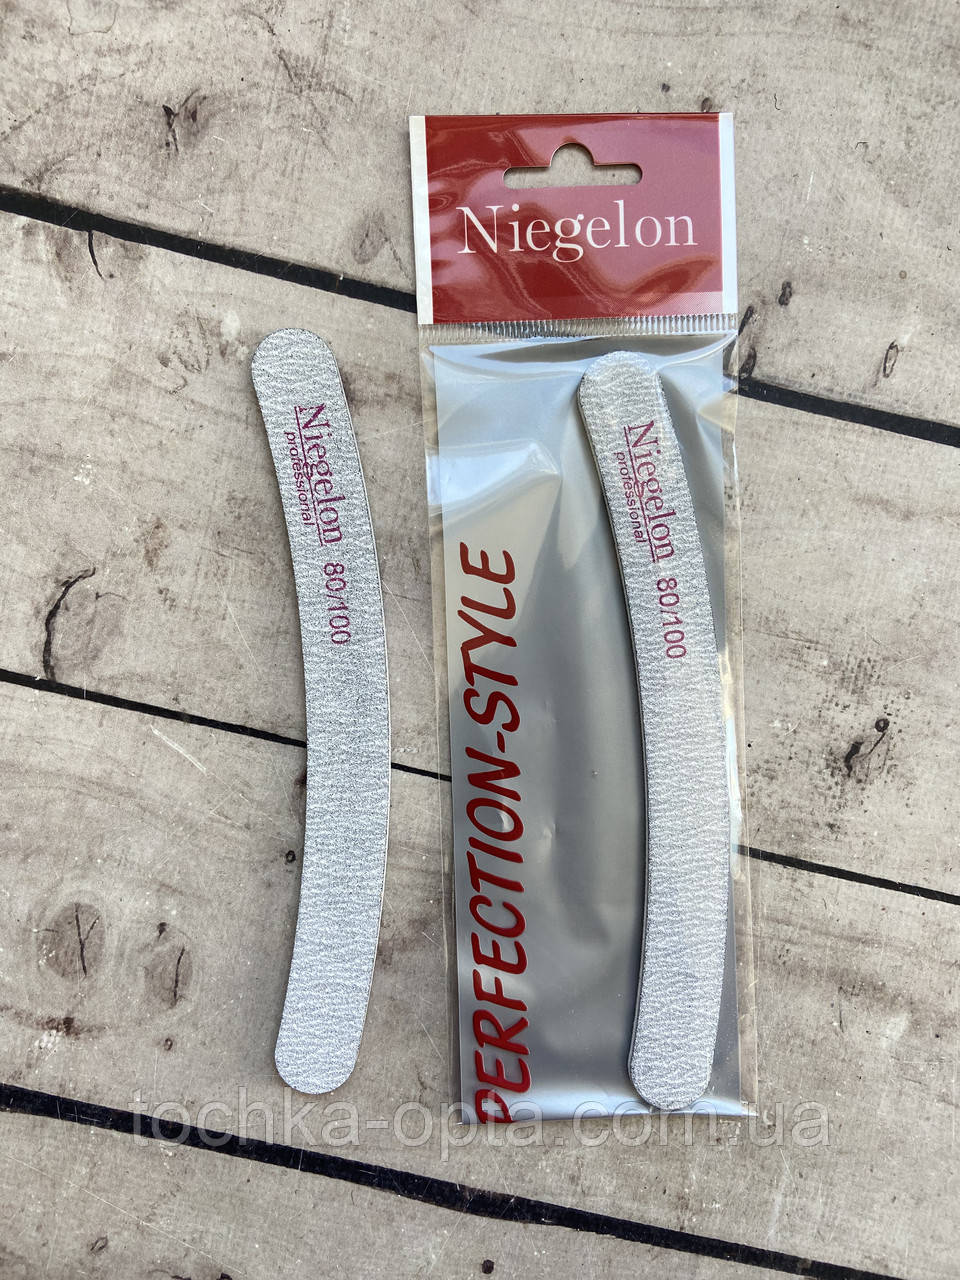 Niegelon
Niegelon
professional
80/100
Niegelon
professional
80/100
PERFECTION-STYLE
tochka-opta.com.ua